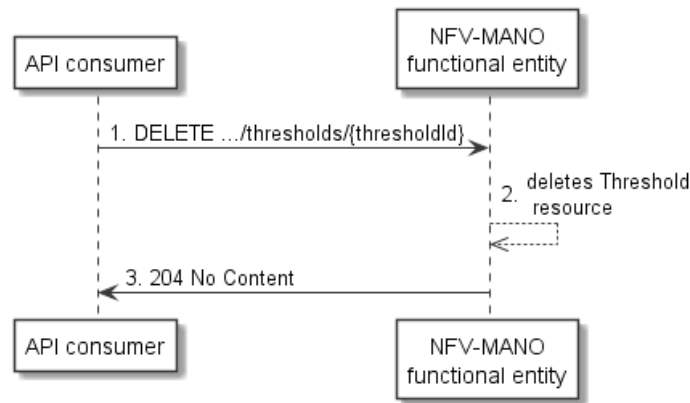 API consumer
NFV-MANO
functional entity
1. DELETE .../thresholds/{thresholdId}
2. deletes Threshold
resource
3. 204 No Content
API consumer
NFV-MANO
functional entity